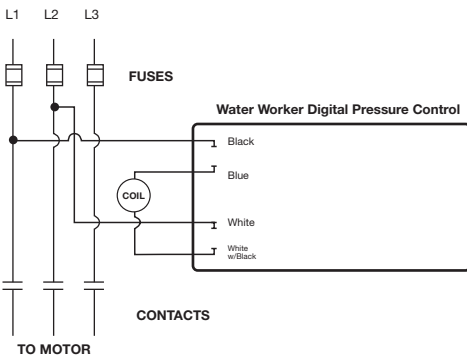 L1 L2 L3
FUSES
Water Worker Digital Pressure Control
Black
Blue
COIL
White
White
w/Black
CONTACTS
TO MOTOR